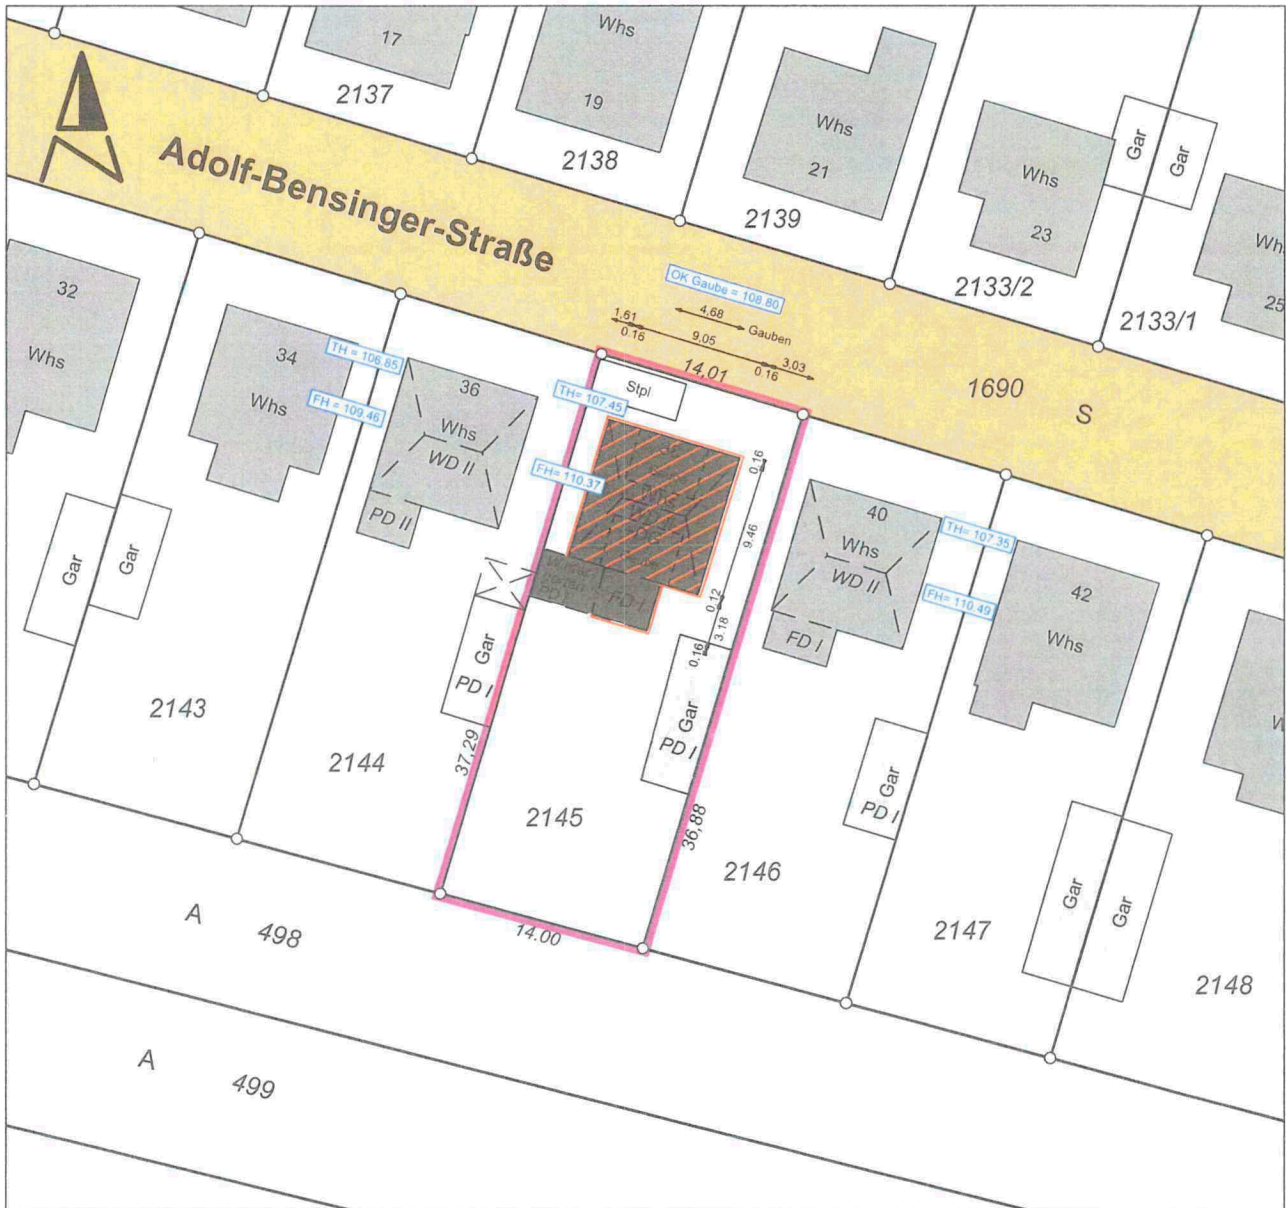 17
2137
Whs
19
2138
Whs
21
2139
Whs
23
2133/2
Gar
Gar
2133/1
25
N
Adolf-Bensinger-Straße
OK Gaube = 108.80
4,68
Gauben
1,61
0.16
9,05
0.16
3,03
14,01
1690
S
32
Whs
34
Whs
TH = 106.85
FH = 109.46
36
Whs
WD II
PD II
Stpl
TH= 107.45
FH= 110.37
FD I
0.16
9.46
0.12
3.18
0.16
40
Whs
WD II
FD I
TH= 107.35
FH= 110.49
42
Whs
Gar
Gar
Gar
PD I
Gar
PD I
Gar
PD I
Gar
Gar
2143
2144
37,29
2145
36,88
2146
2147
2148
14.00
A
498
A
499